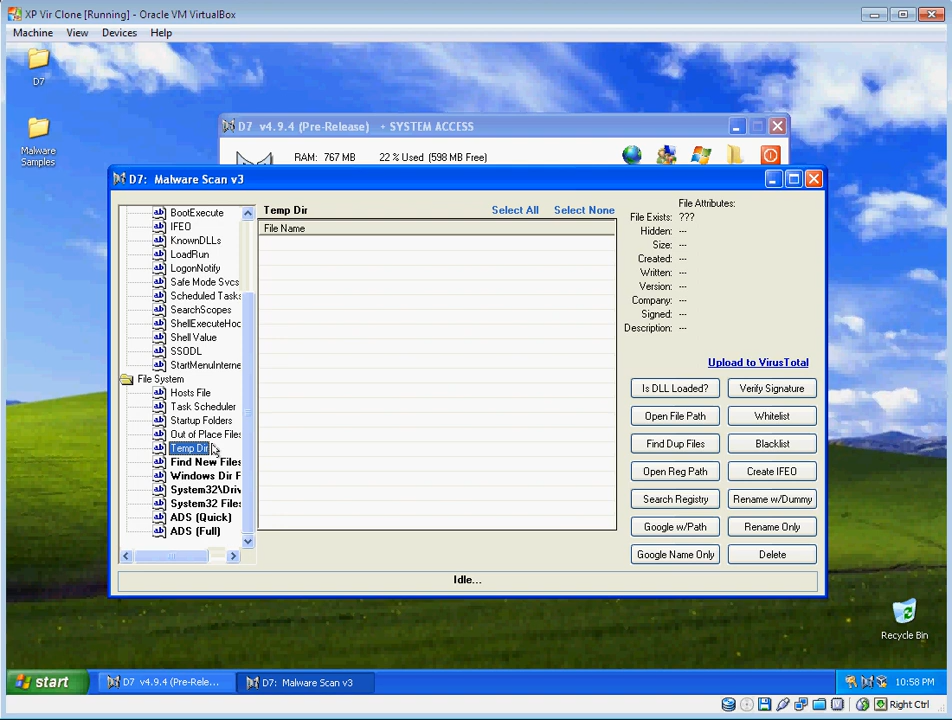 XP Vir Clone [Running] - Oracle VM VirtualBox
Machine View Devices Help
D7
Malware
Samples
D7 v4.9.4 (Pre-Release) + SYSTEM ACCESS
RAM: 767 MB 22 % Used (598 MB Free)
D7: Malware Scan v3
BootExecute
IFEO
KnownDLLs
LoadRun
LogonNotify
Safe Mode Svcs
Scheduled Tasks
SearchScopes
ShellExecuteHoo
Shell Value
SSODL
StartMenuInterne
File System
Hosts File
Task Scheduler
Startup Folders
Out of Place Files
Temp Dir
Find New Files
Windows Dir F
System32\Driv
System32 Files
ADS (Quick)
ADS (Full)
Temp Dir Select All Select None
File Name
File Attributes:
File Exists: ???
Hidden: ---
Size: ---
Created: ---
Written: ---
Version: ---
Company: ---
Signed: ---
Description: ---
Upload to VirusTotal
Is DLL Loaded? Verify Signature
Open File Path Whitelist
Find Dup Files Blacklist
Open Reg Path Create IFEO
Search Registry Rename w/Dummy
Google w/Path Rename Only
Google Name Only Delete
Idle...
Recycle Bin
start D7 v4.9.4 (Pre-Rele... D7: Malware Scan v3 10:58 PM
Right Ctrl